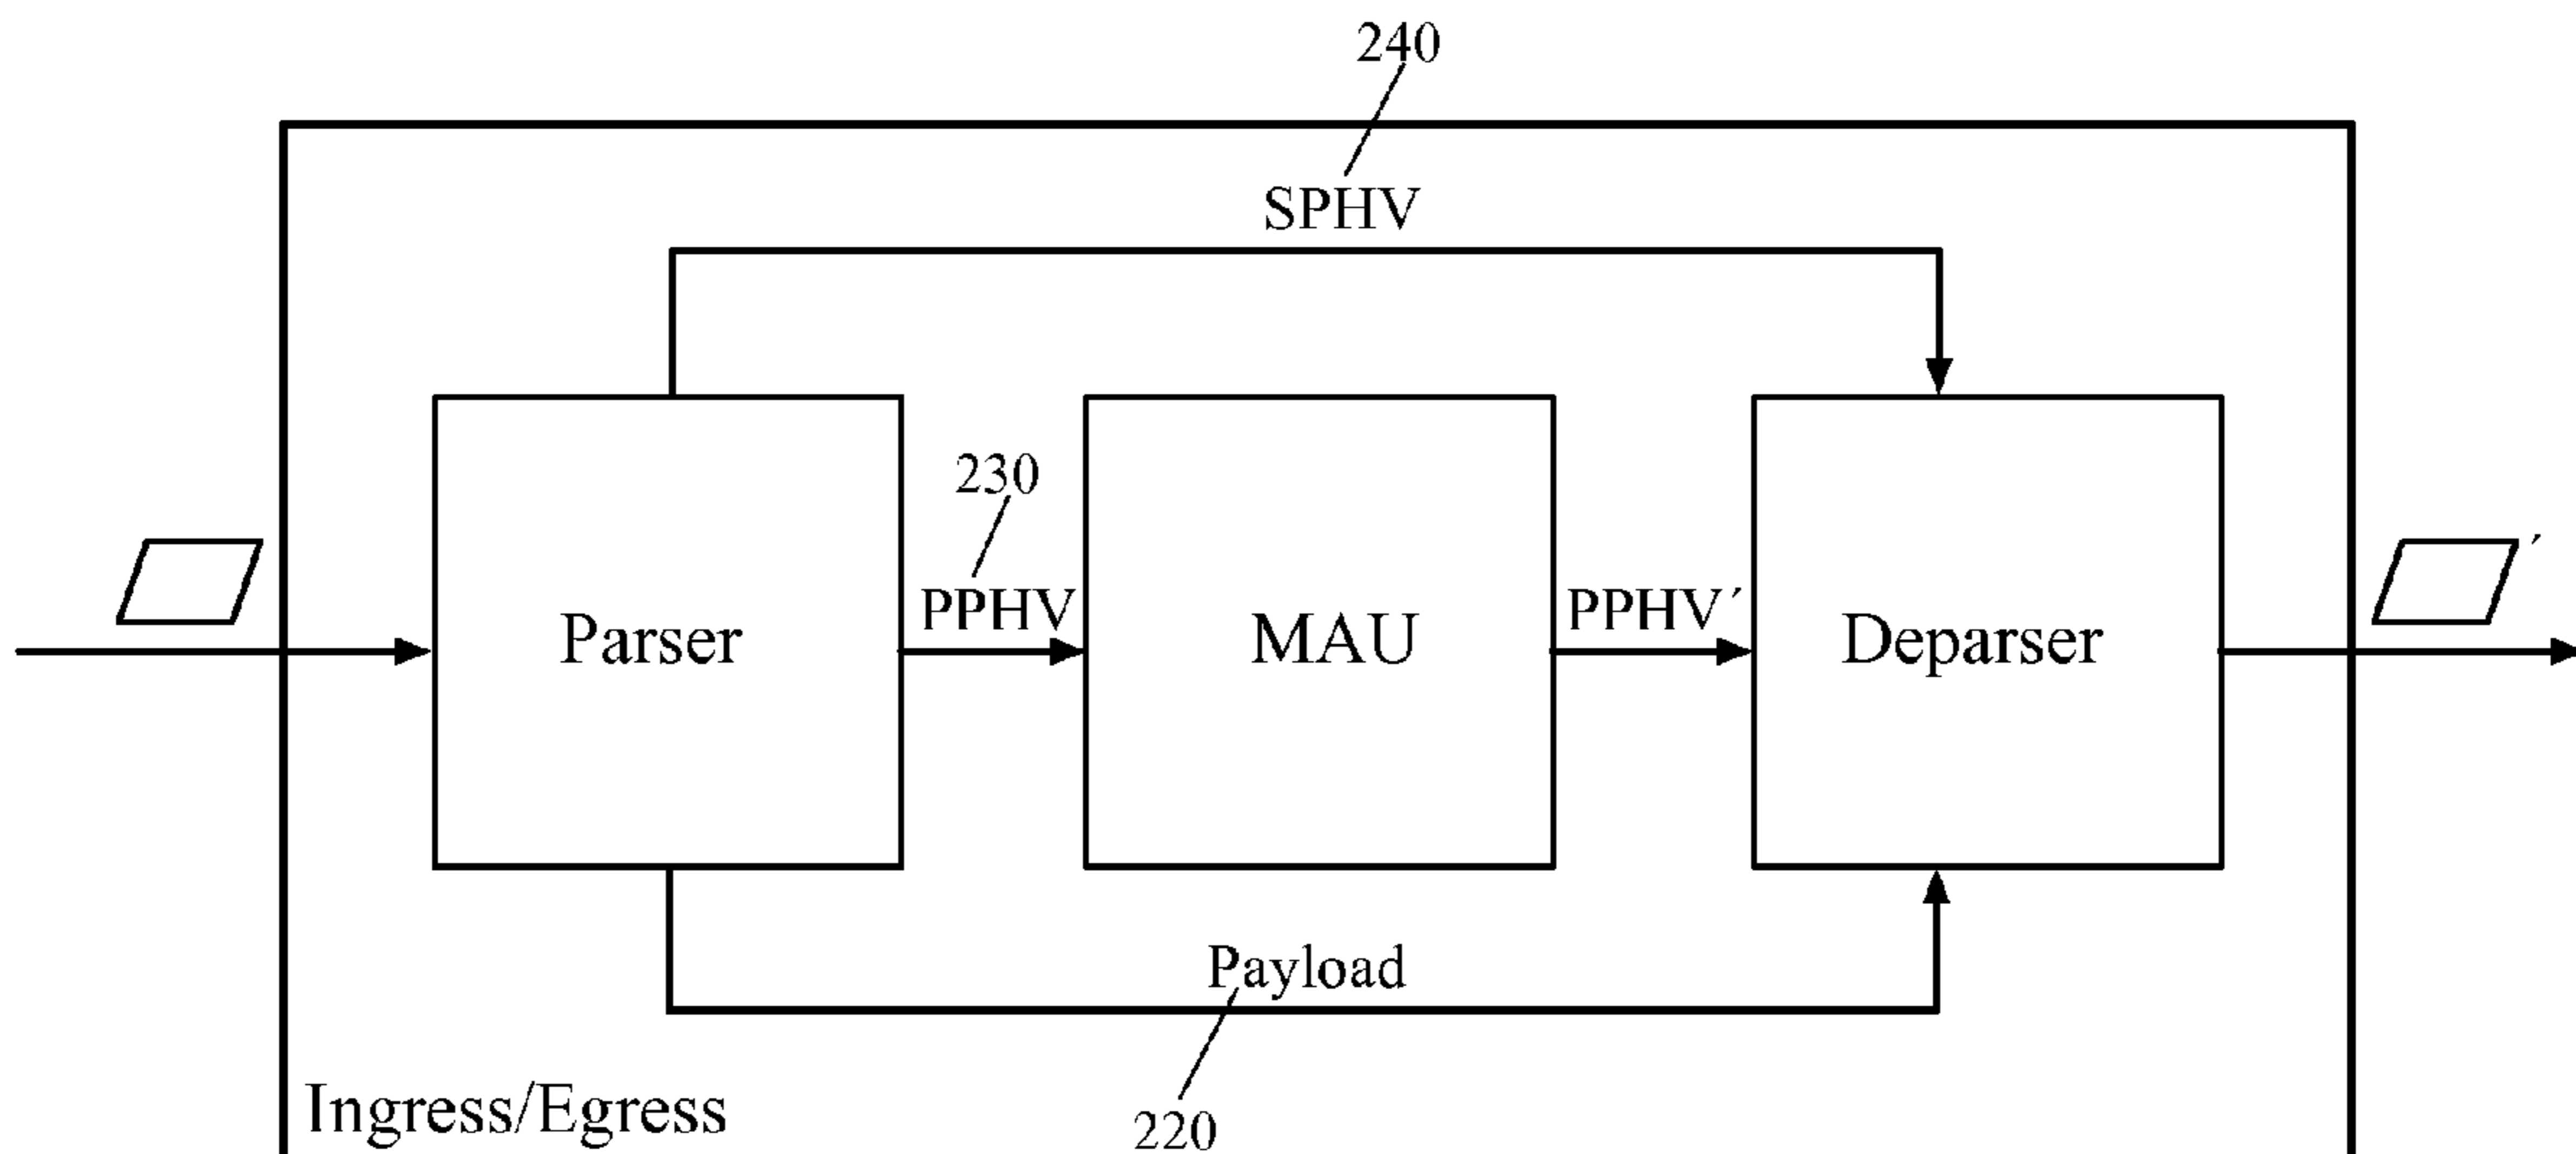 240
SPHV
230
PPHV
PPHV´
´
Parser
MAU
Deparser
Payload
Ingress/Egress
220